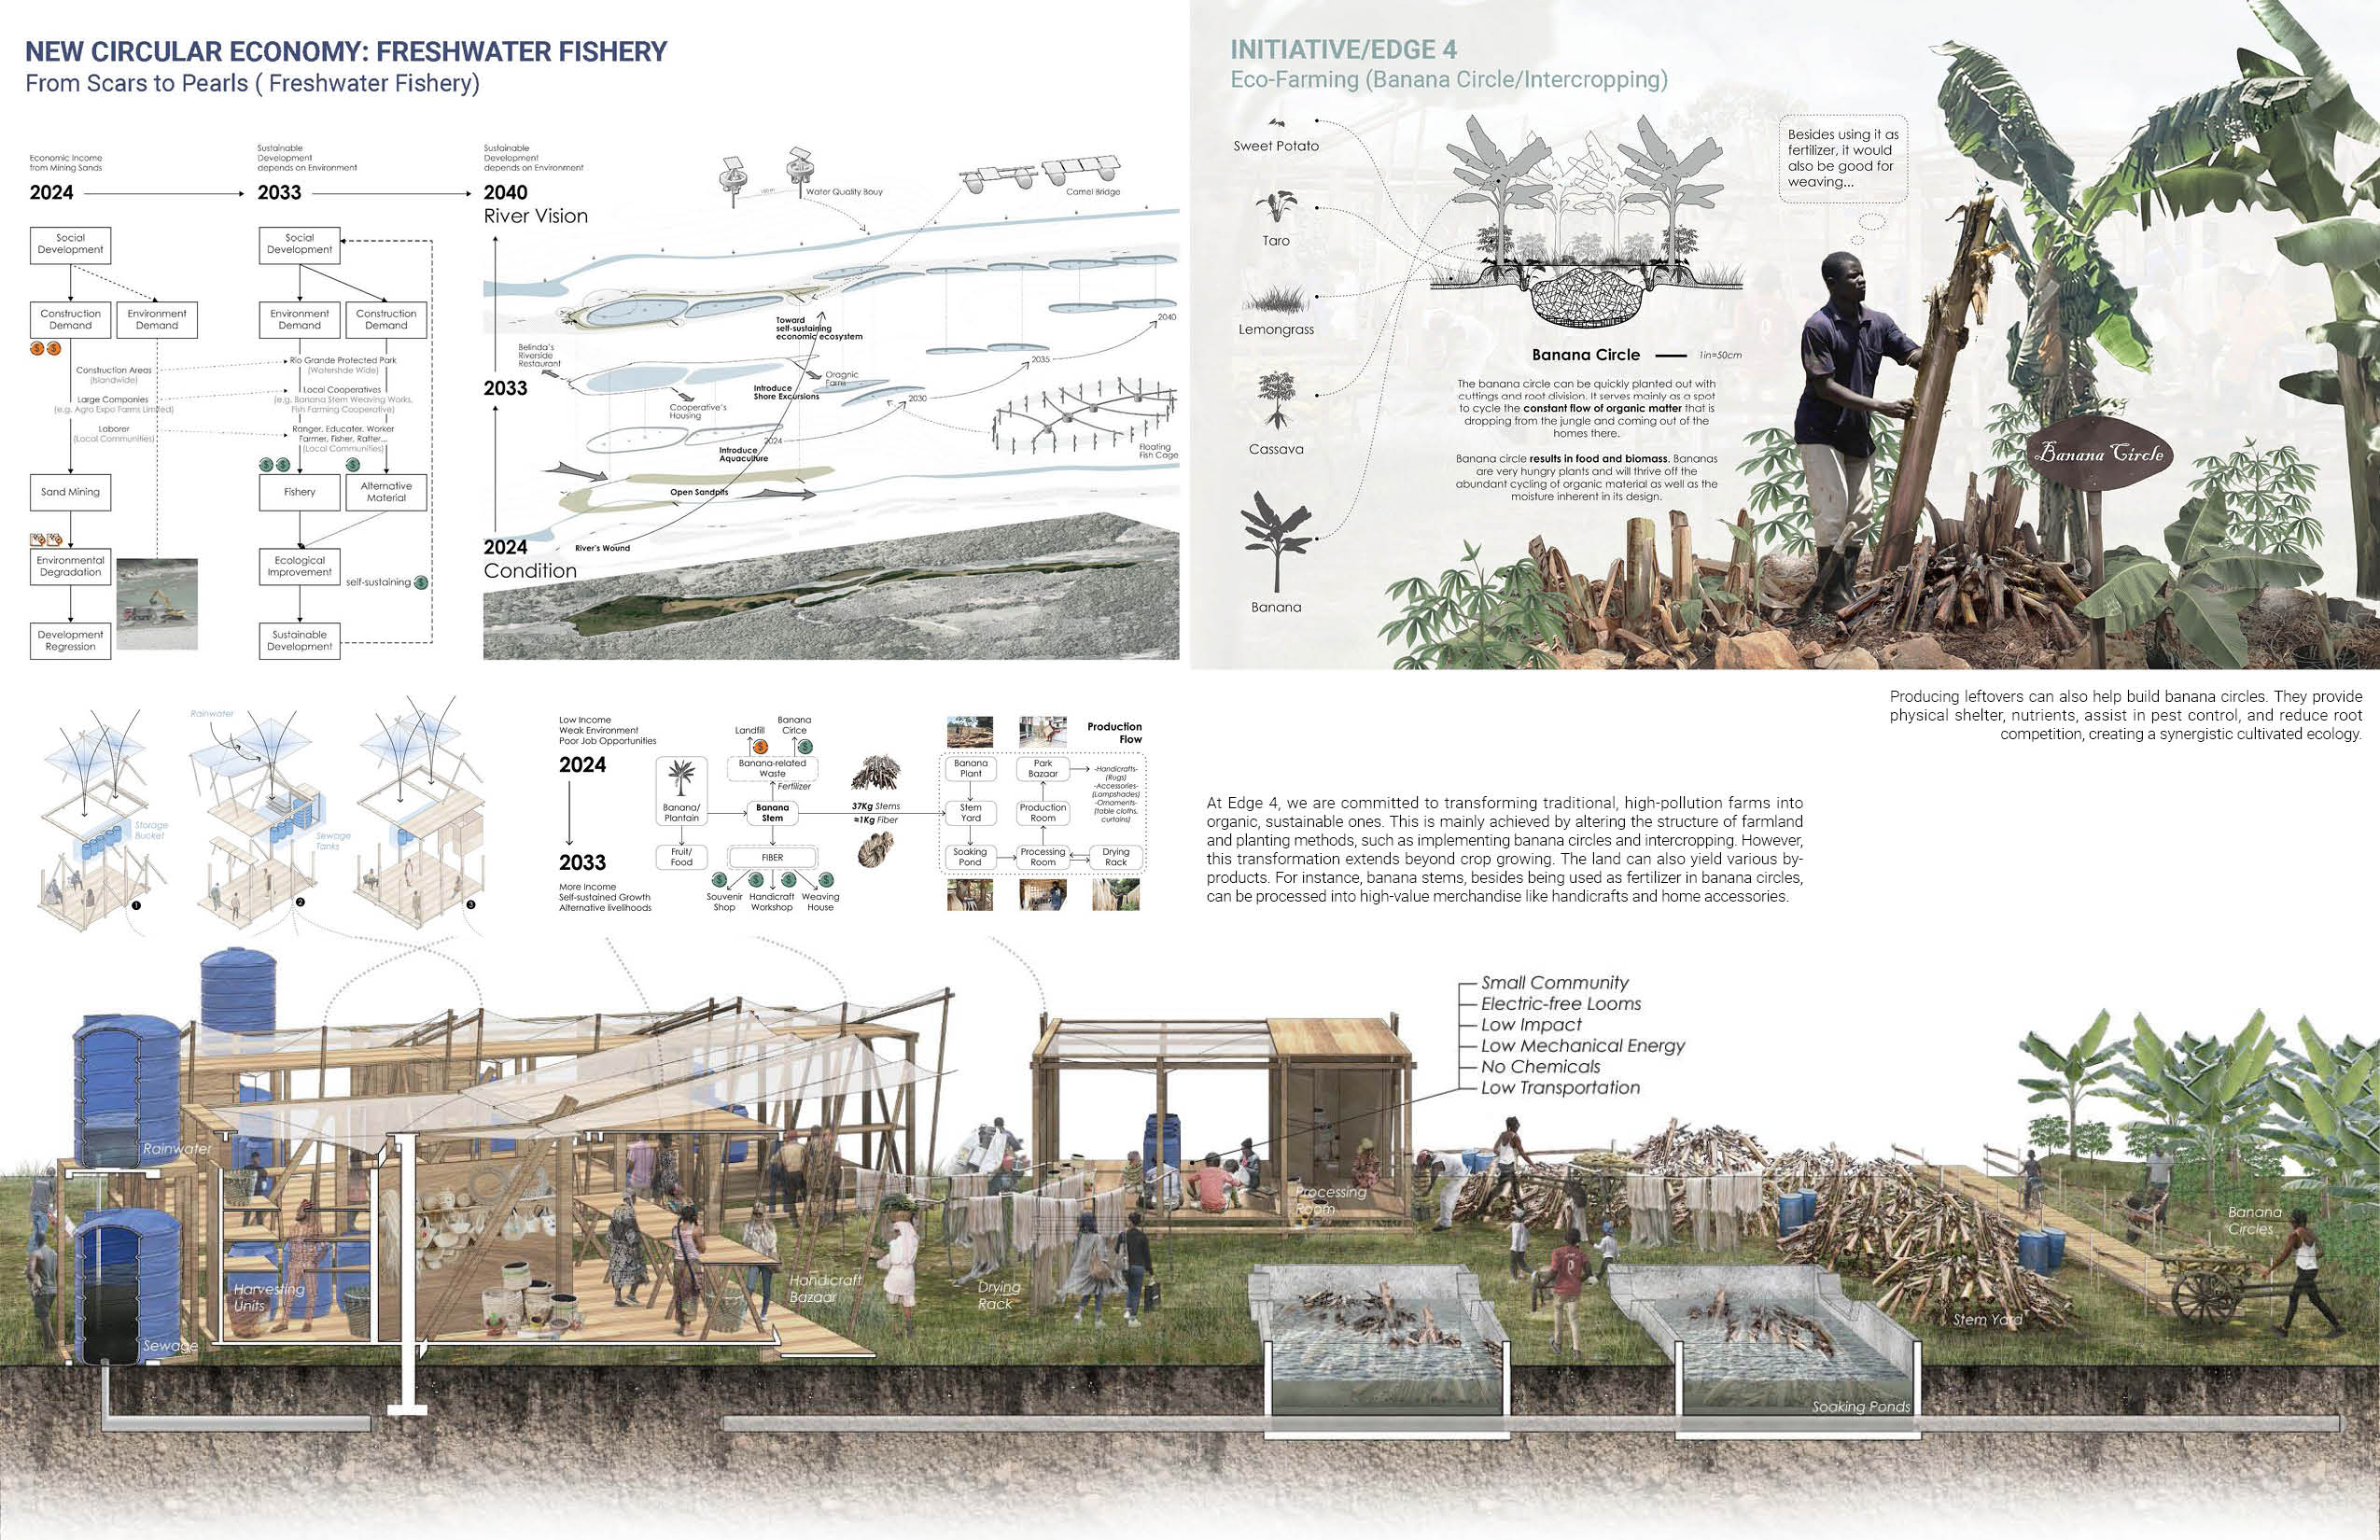 NEW CIRCULAR ECONOMY: FRESHWATER FISHERY
From Scars to Pearls ( Freshwater Fishery)
Economic Income
from Mining Sands
2024
Sustainable
Development
depends on Environment
2033
Sustainable
Development
depends on Environment
2040
River Vision
Social
Development
Construction
Demand
Environment
Demand
Construction Areas
(Islandwide)
Large Companies
(e.g. Agro Expo Farms Limited)
Laborer
(Local Communities)
Sand Mining
Environmental
Degradation
Development
Regression
Social
Development
Environment
Demand
Construction
Demand
Rio Grande Protected Park
(Watershde Wide)
Local Cooperatives
(e.g. Banana Stem Weaving Works,
Fish Farming Cooperative)
Ranger, Educater, Worker
Farmer, Fisher, Rafter...
(Local Communities)
Fishery
Alternative
Material
Ecological
Improvement
self-sustaining
Sustainable
Development
2033
2024
Condition
Water Quality Bouy
Camel Bridge
Toward
self-sustaining
economic ecosystem
Belinda's
Riverside
Restaurant
Oragnic
Farm
Introduce
Shore Excursions
Cooperative's
Housing
2024
2030
2035
2040
Introduce
Aquaculture
Floating
Fish Cage
Open Sandpits
River's Wound
INITIATIVE/EDGE 4
Eco-Farming (Banana Circle/Intercropping)
Sweet Potato
Taro
Lemongrass
Cassava
Banana
Banana Circle
1in=50cm
The banana circle can be quickly planted out with
cuttings and root division. It serves mainly as a spot
to cycle the constant flow of organic matter that is
dropping from the jungle and coming out of the
homes there.
Banana circle results in food and biomass. Bananas
are very hungry plants and will thrive off the
abundant cycling of organic material as well as the
moisture inherent in its design.
Besides using it as
fertilizer, it would
also be good for
weaving...
Banana Circle
Producing leftovers can also help build banana circles. They provide
physical shelter, nutrients, assist in pest control, and reduce root
competition, creating a synergistic cultivated ecology.
At Edge 4, we are committed to transforming traditional, high-pollution farms into
organic, sustainable ones. This is mainly achieved by altering the structure of farmland
and planting methods, such as implementing banana circles and intercropping. However,
this transformation extends beyond crop growing. The land can also yield various by-
products. For instance, banana stems, besides being used as fertilizer in banana circles,
can be processed into high-value merchandise like handicrafts and home accessories.
Rainwater
Storage
Bucket
Sewage
Tanks
1
2
3
Low Income
Weak Environment
Poor Job Opportunities
2024
2033
More Income
Self-sustained Growth
Alternative livelihoods
Landfill
Banana
Cirlce
Banana-related
Waste
Fertilizer
Banana/
Plantain
Banana
Stem
Fruit/
Food
FIBER
Souvenir
Shop
Handicraft
Workshop
Weaving
House
37Kg Stems
≈1Kg Fiber
Production
Flow
Banana
Plant
Park
Bazaar
-Handicrafts-
(Rugs)
-Accessories-
(Lampshades)
-Ornaments-
(table cloths,
curtains)
Stem
Yard
Production
Room
Soaking
Pond
Processing
Room
Drying
Rack
Small Community
Electric-free Looms
Low Impact
Low Mechanical Energy
No Chemicals
Low Transportation
Rainwater
Sewage
Harvesting
Units
Handicraft
Bazaar
Drying
Rack
Processing
Room
Soaking Ponds
Stem Yard
Banana
Circles